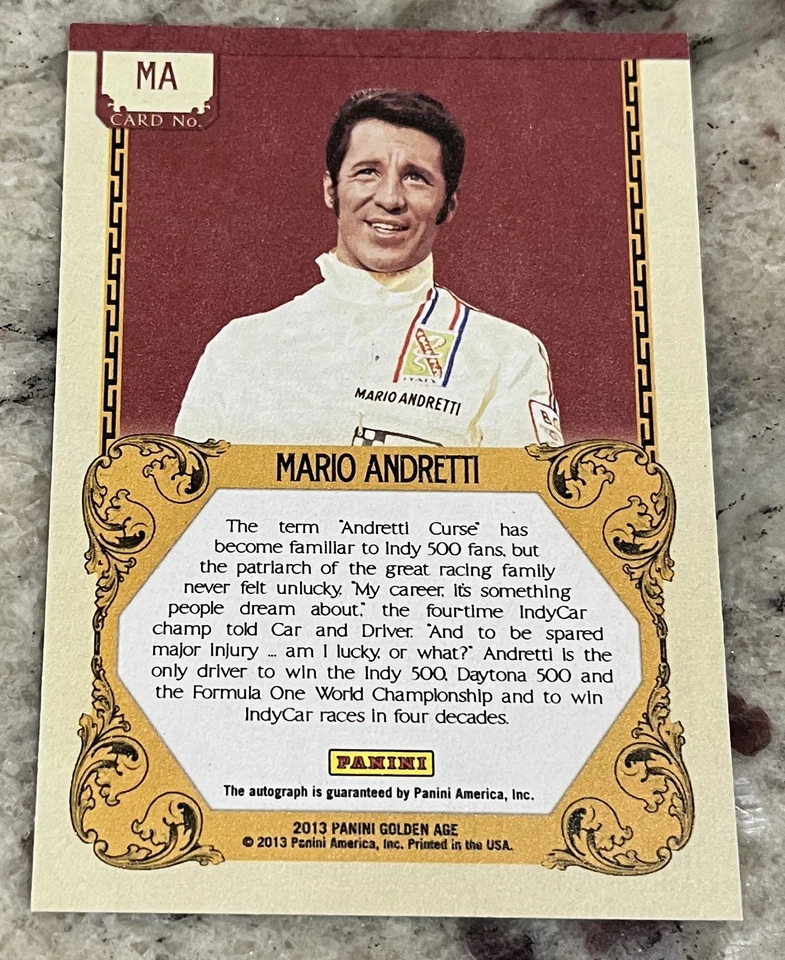 MA
CARD No.
ITALY
MARIO ANDRETTI
MARIO ANDRETTI
The term "Andretti Curse" has
become familiar to Indy 500 fans, but
the patriarch of the great racing family
never felt unlucky. "My career, it's something
people dream about," the four-time IndyCar
champ told Car and Driver. "And to be spared
major injury ... am I lucky, or what?" Andretti is the
only driver to win the Indy 500, Daytona 500 and
the Formula One World Championship and to win
IndyCar races in four decades.
PANINI
The autograph is guaranteed by Panini America, Inc.
2013 PANINI GOLDEN AGE
© 2013 Panini America, Inc. Printed in the USA.